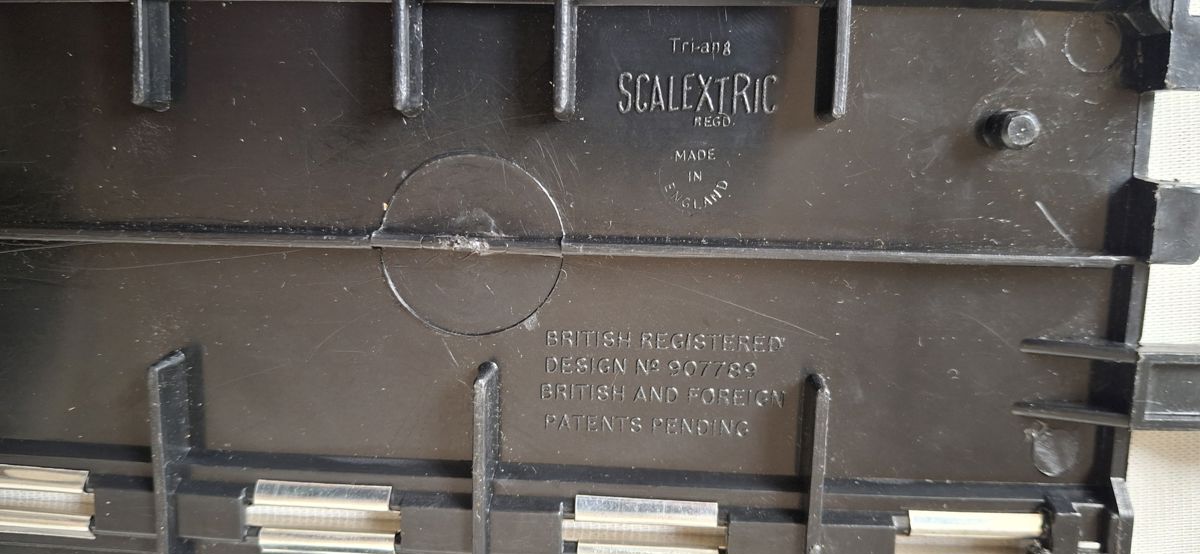 Tri-ang
SCALEXTRIC
REGD.
MADE
IN
ENGLAND
BRITISH REGISTERED
DESIGN Nº 907789
BRITISH AND FOREIGN
PATENTS PENDING